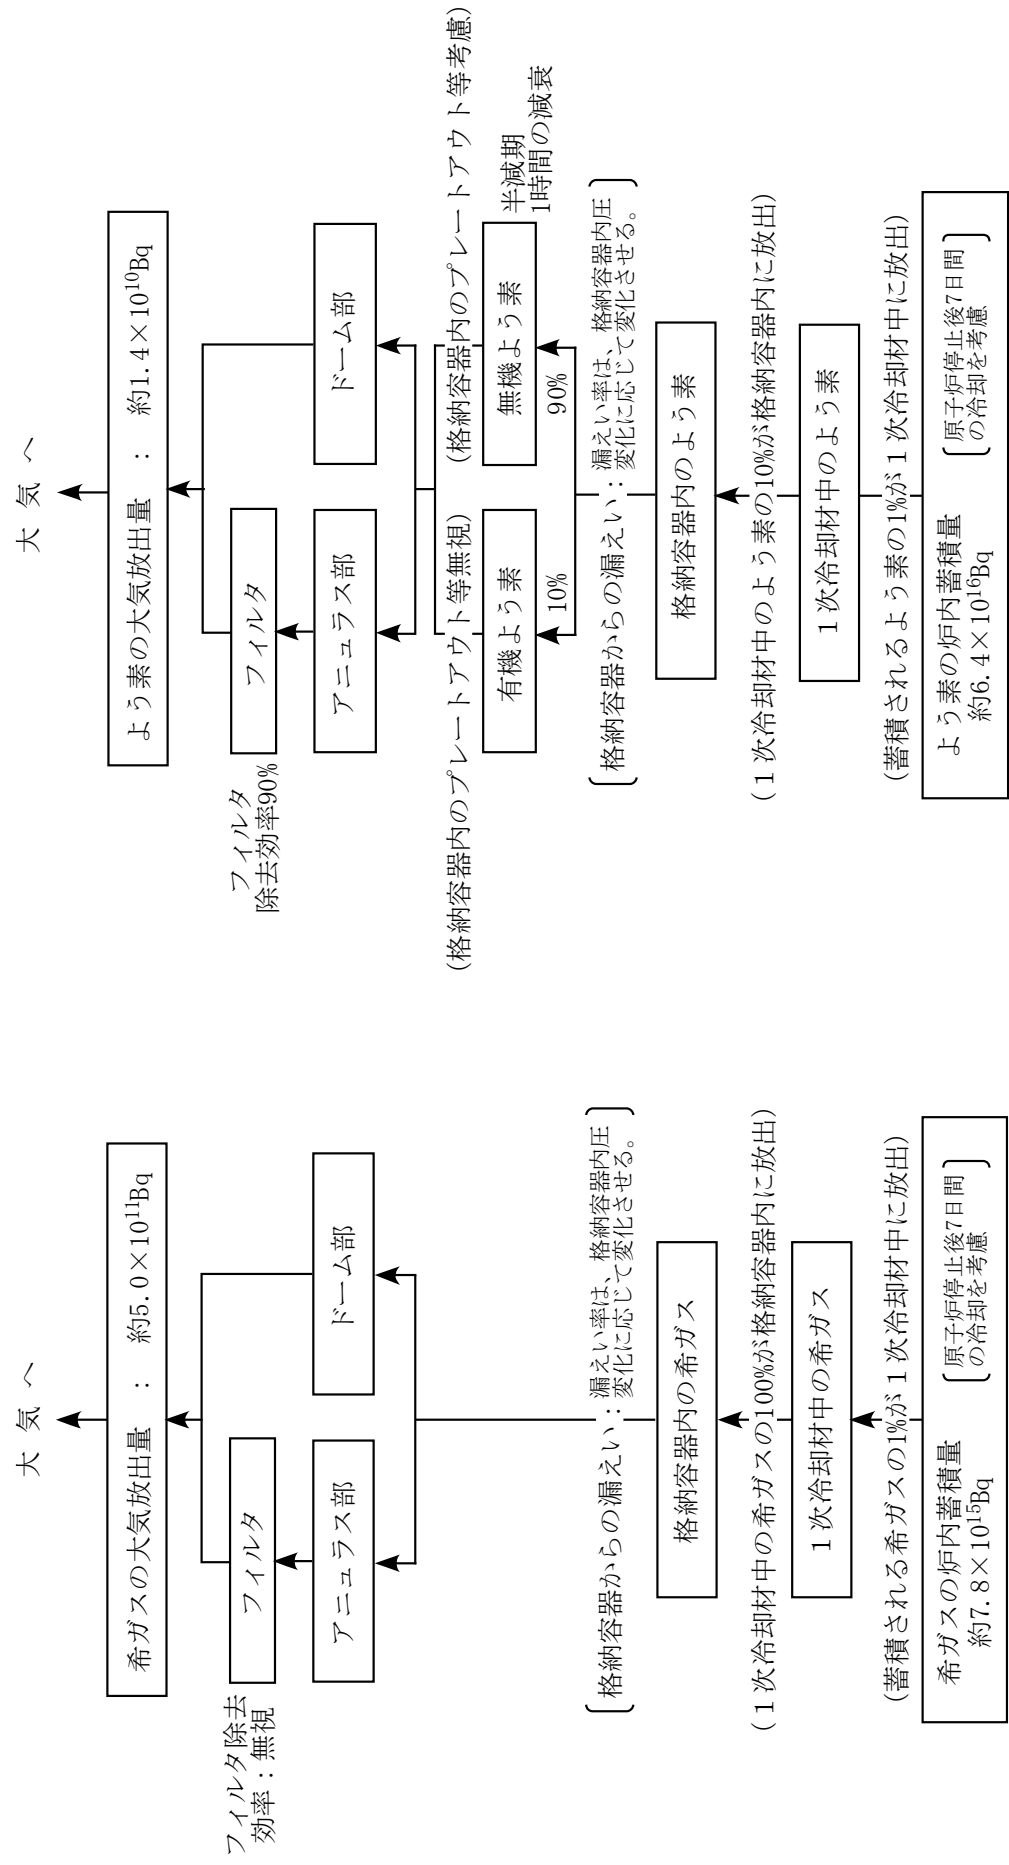 大 気 へ
希ガスの大気放出量 ： 約5.0×10¹¹Bq
フィルタ除去
効率：無視
フィルタ
アニュラス部
ドーム部
格納容器からの漏えい：漏えい率は、格納容器内圧
変化に応じて変化させる。
格納容器内の希ガス
(１次冷却材中の希ガスの100%が格納容器内に放出)
１次冷却材中の希ガス
(蓄積される希ガスの1%が１次冷却材中に放出)
希ガスの炉内蓄積量
約7.8×10¹⁵Bq
原子炉停止後7日間
の冷却を考慮
大 気 へ
よう素の大気放出量 ： 約1.4×10¹⁰Bq
フィルタ
除去効率90%
フィルタ
アニュラス部
ドーム部
(格納容器内のプレートアウト等無視)
(格納容器内のプレートアウト等考慮)
有機よう素
無機よう素
半減期
1時間の減衰
10%
90%
格納容器からの漏えい：漏えい率は、格納容器内圧
変化に応じて変化させる。
格納容器内のよう素
(１次冷却材中のよう素の10%が格納容器内に放出)
１次冷却材中のよう素
(蓄積されるよう素の1%が１次冷却材中に放出)
よう素の炉内蓄積量
約6.4×10¹⁶Bq
原子炉停止後7日間
の冷却を考慮